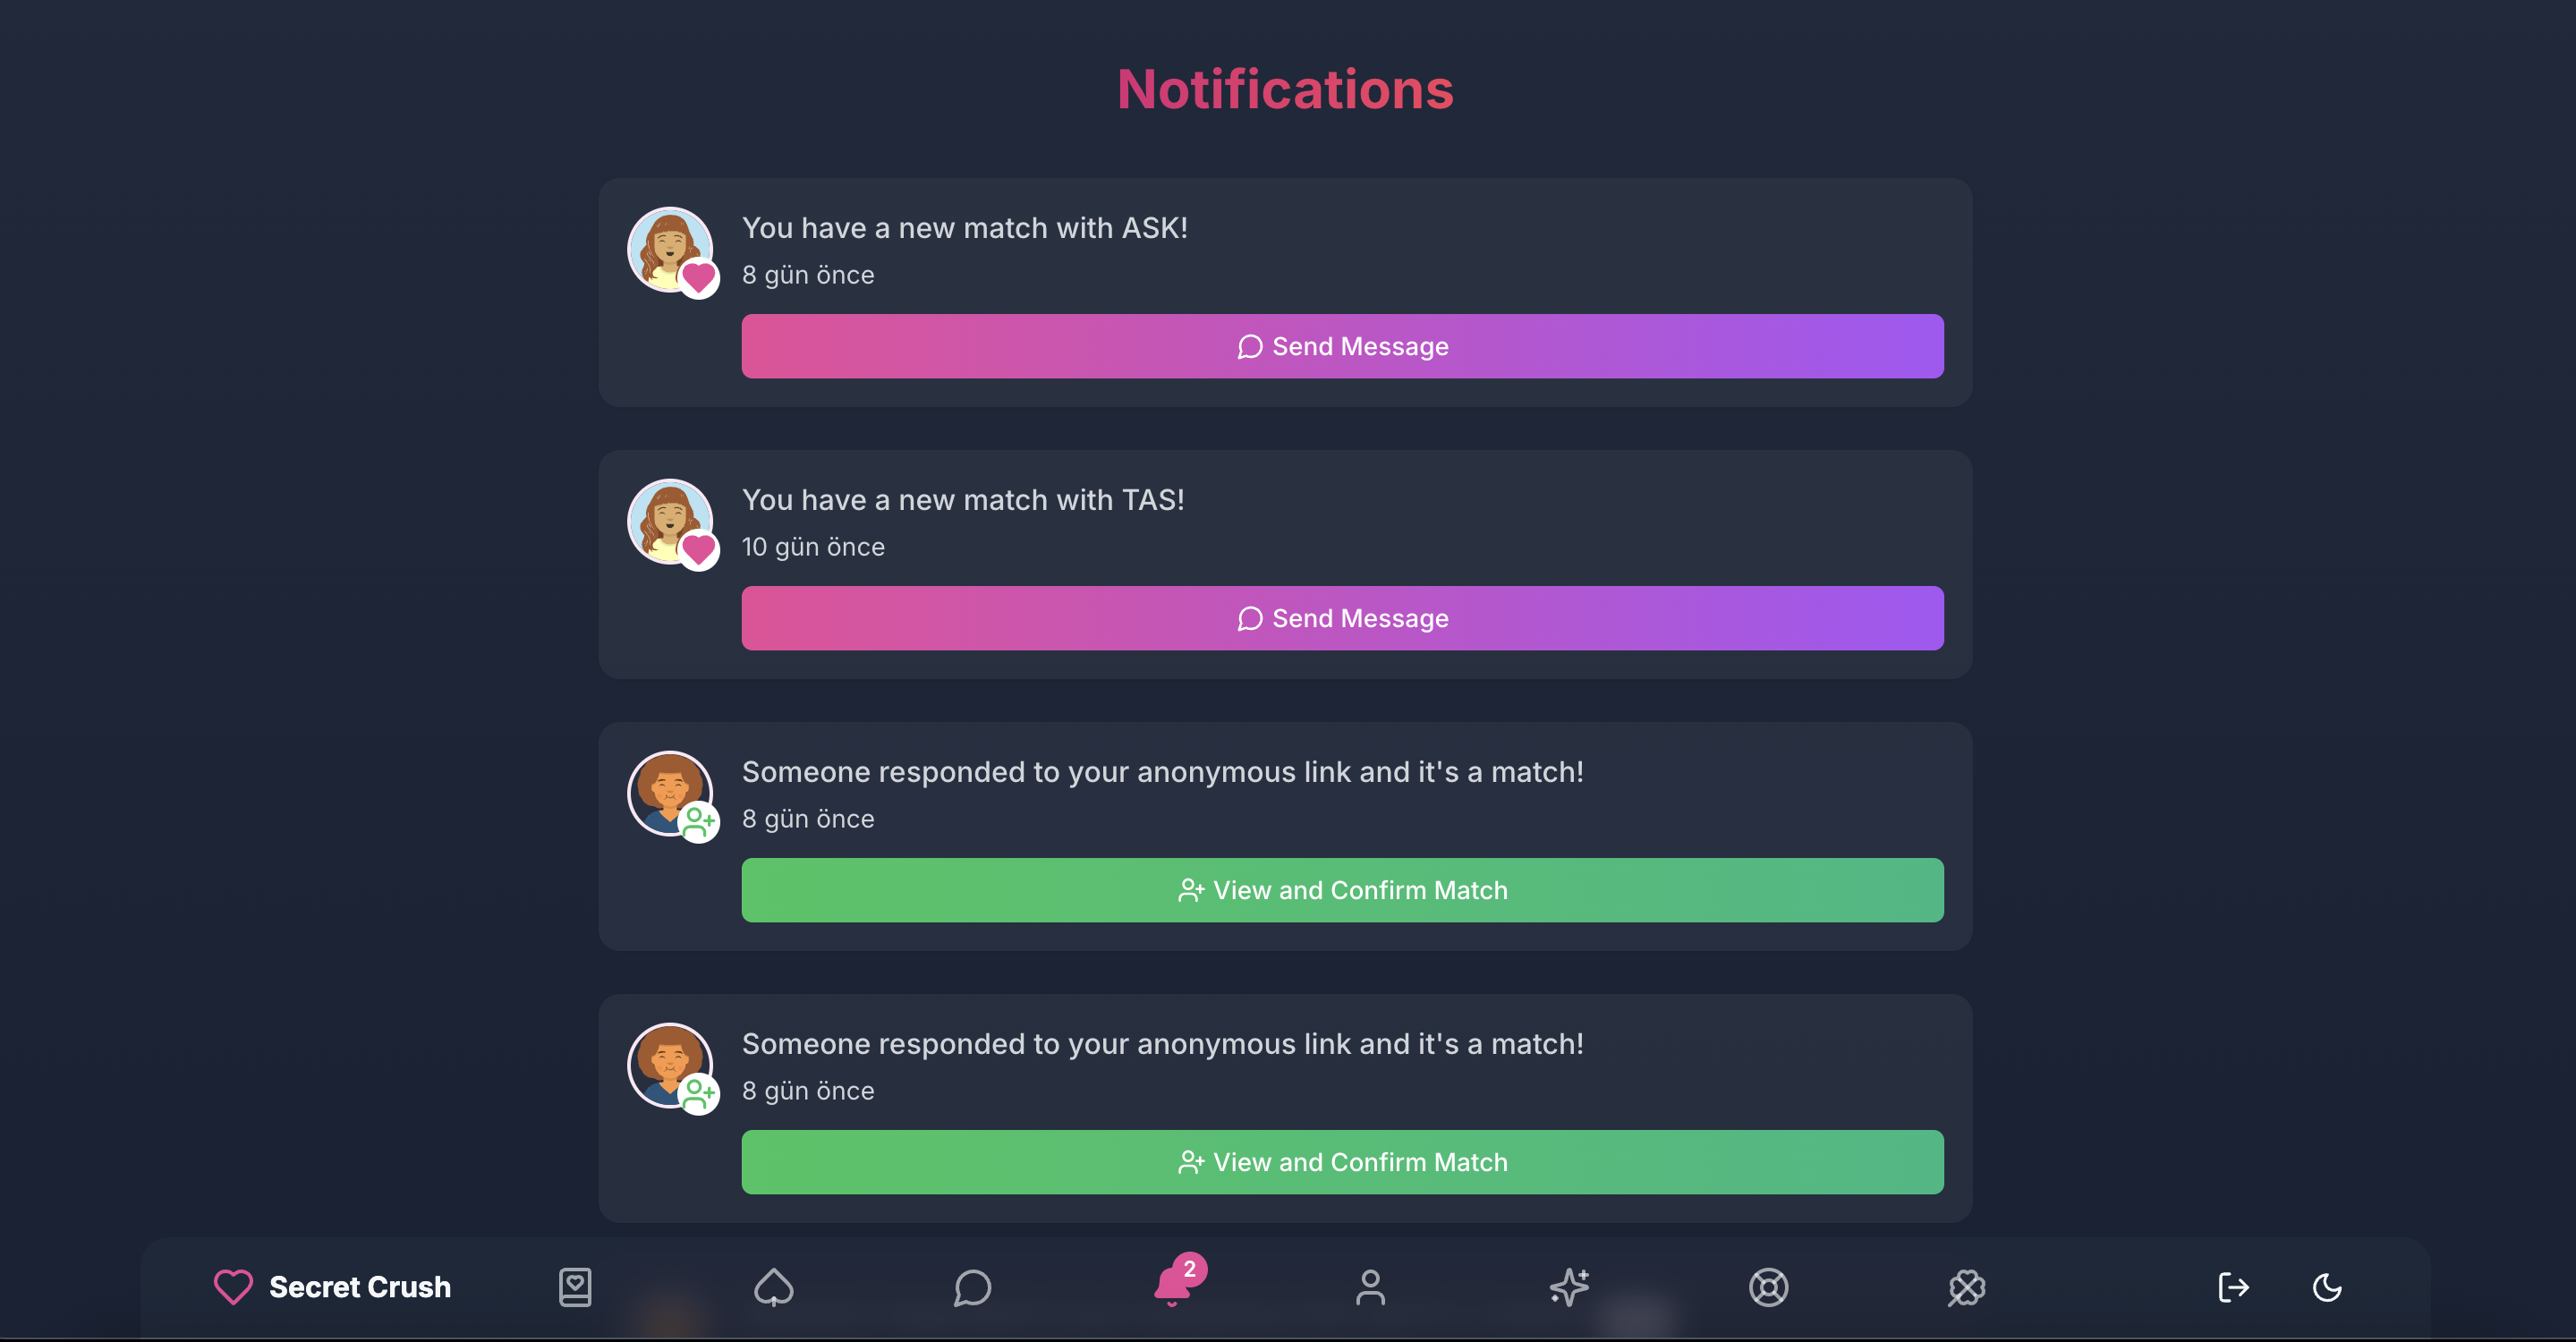 Notifications
You have a new match with ASK!
8 gün önce
Send Message
You have a new match with TAS!
10 gün önce
Send Message
Someone responded to your anonymous link and it's a match!
8 gün önce
View and Confirm Match
Someone responded to your anonymous link and it's a match!
8 gün önce
View and Confirm Match
Secret Crush
2